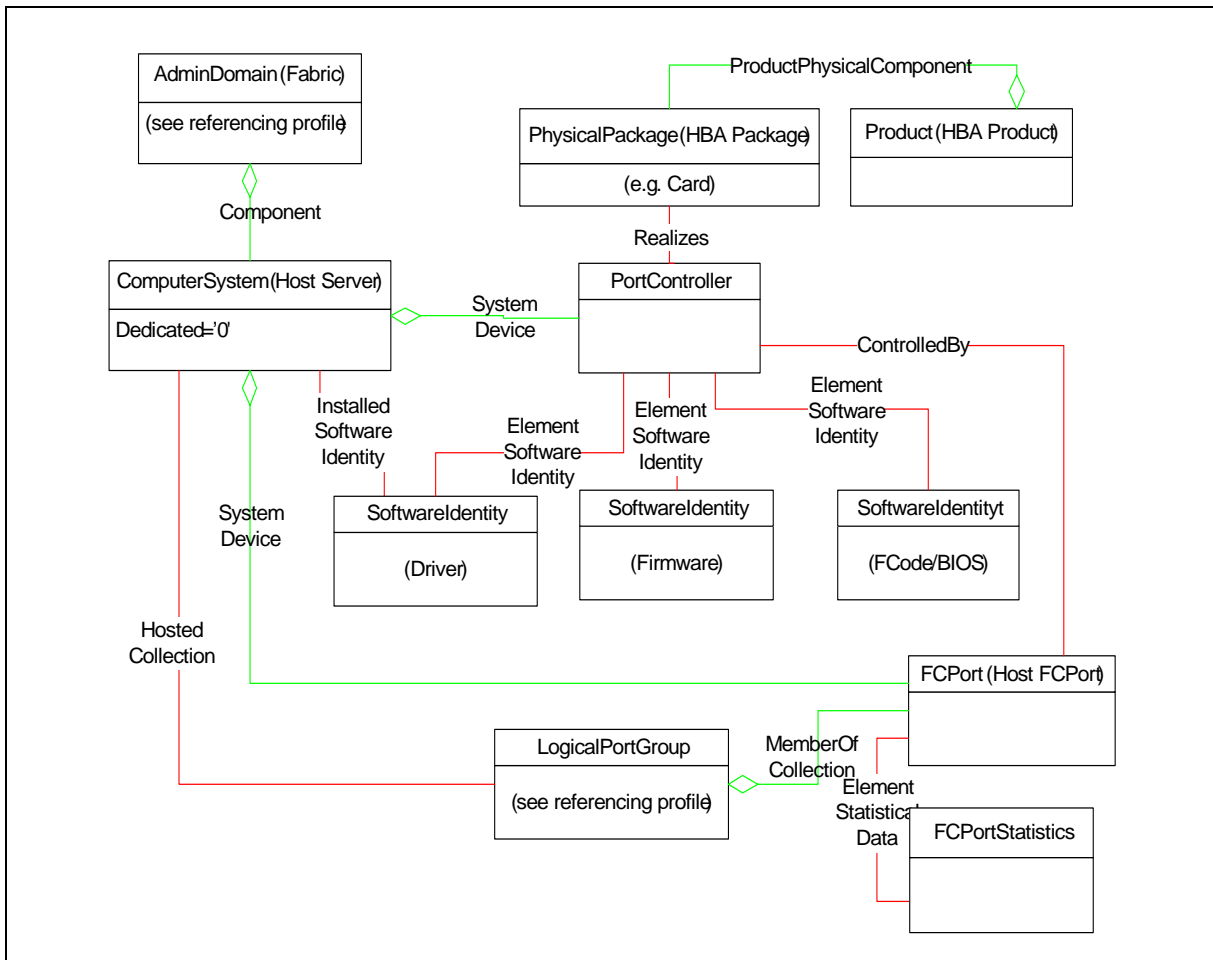 AdminDomain (Fabric)
(see referencing profile)
ProductPhysicalComponent
PhysicalPackage (HBA Package)
(e.g. Card)
Product (HBA Product)
Component
Realizes
ComputerSystem (Host Server)
Dedicated='0'
System
Device
PortController
ControlledBy
Installed
Software
Identity
Element
Software
Identity
Element
Software
Identity
Element
Software
Identity
SoftwareIdentity
(Driver)
SoftwareIdentity
(Firmware)
SoftwareIdentityt
(FCode/BIOS)
System
Device
Hosted
Collection
FCPort (Host FCPort)
LogicalPortGroup
(see referencing profile)
MemberOf
Collection
Element
Statistical
Data
FCPortStatistics